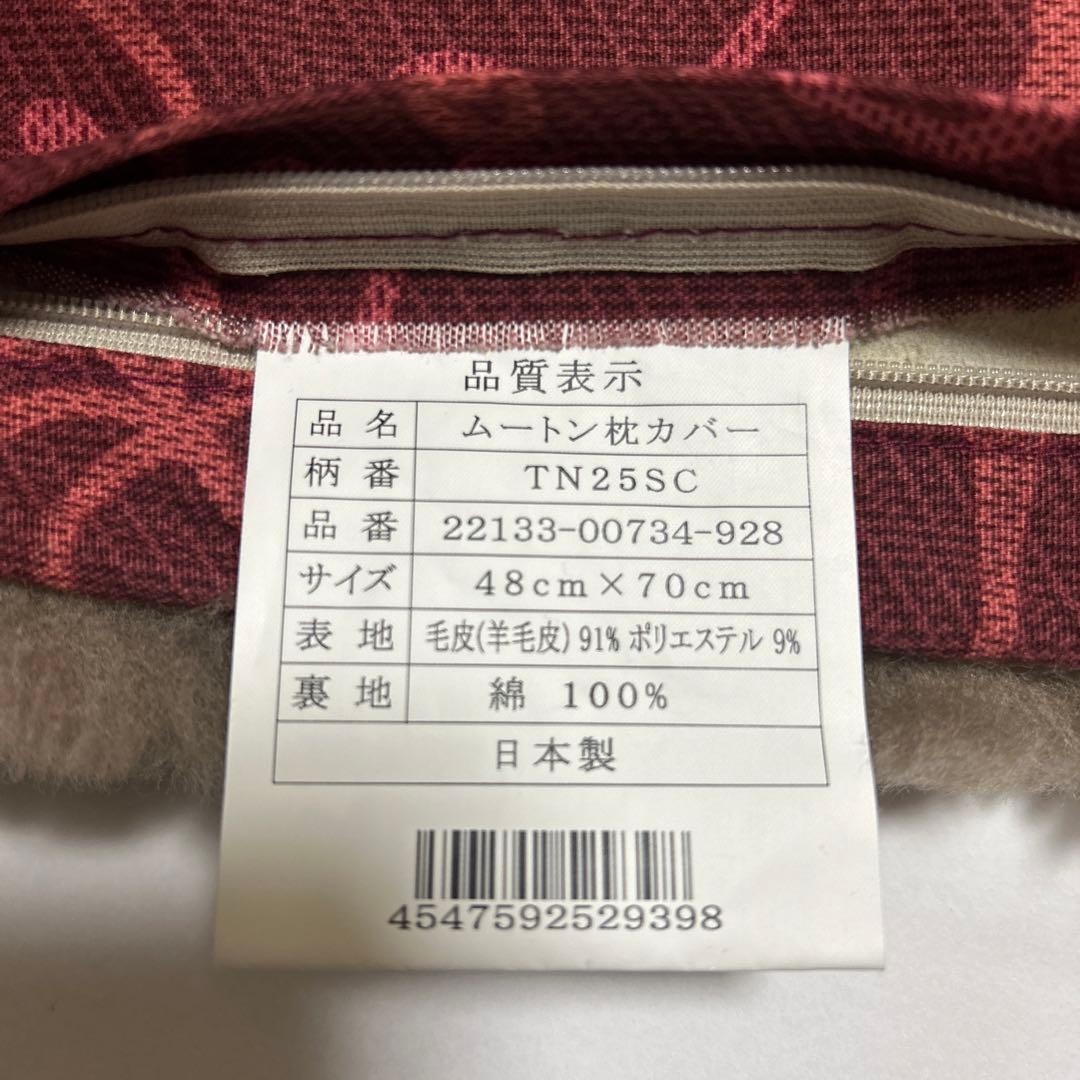 品質表示
品名 ムートン枕カバー
柄番 TN25SC
品番 22133-00734-928
サイズ 48cm×70cm
表地 毛皮(羊毛皮) 91% ポリエステル 9%
裏地 綿 100%
日本製
4547592529398